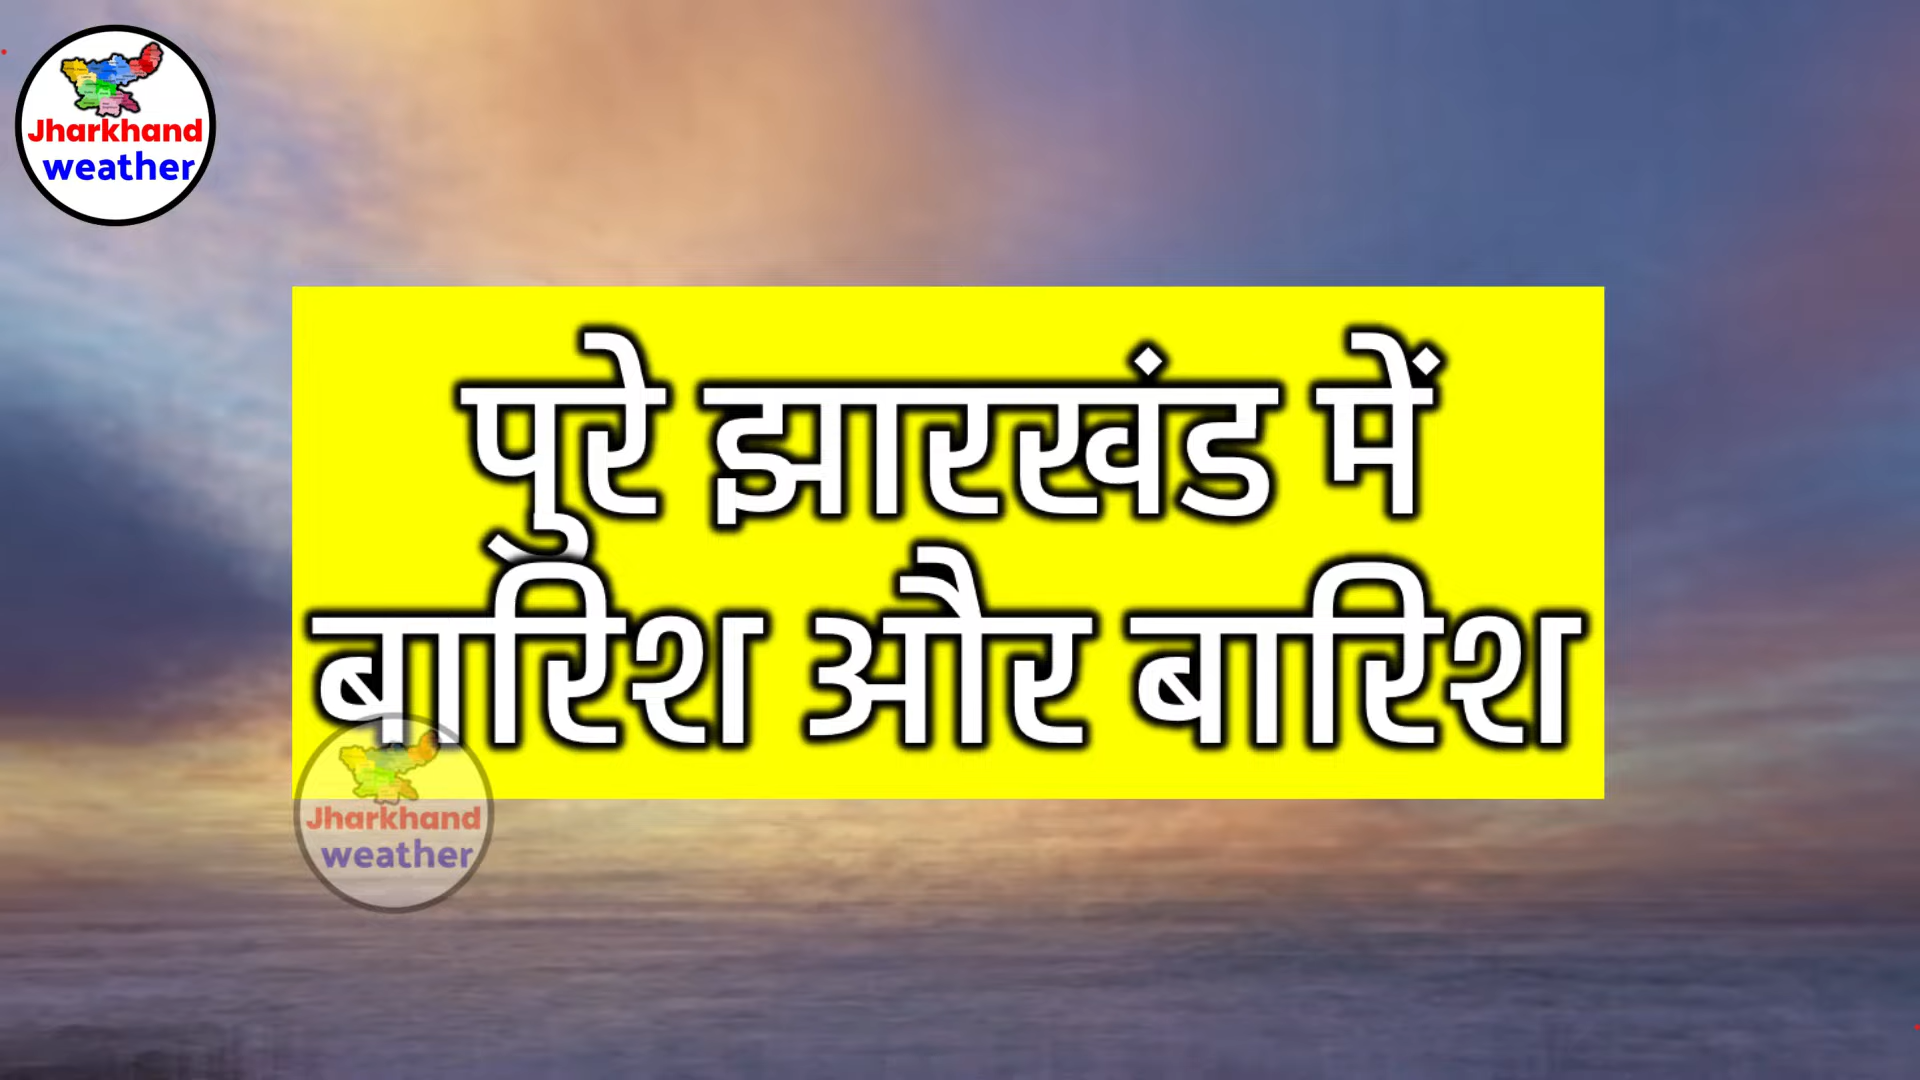 Jharkhand
weather
पुरे झारखंड में
बारिश और बारिश
Jharkhand
weather